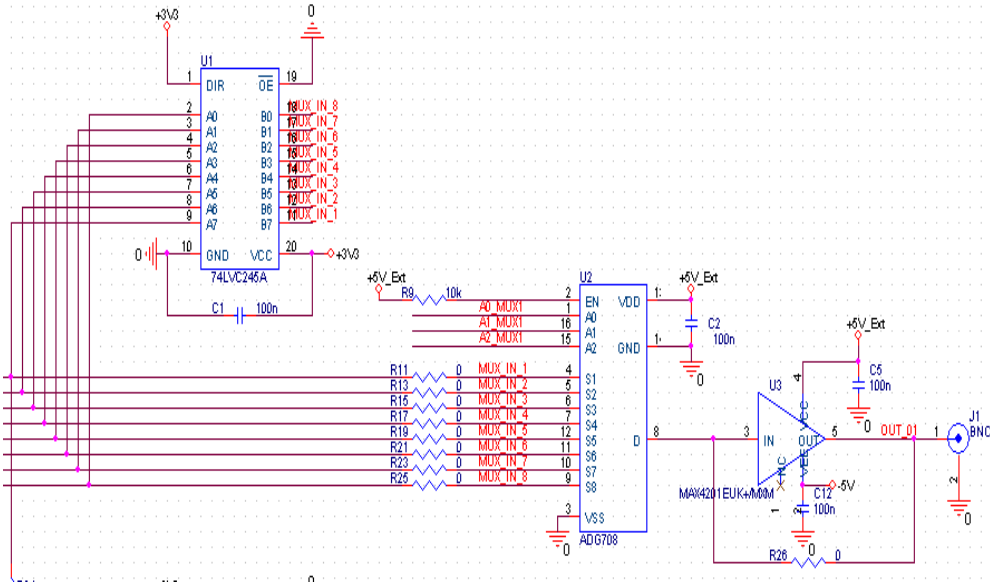 +3V3
0
U1
1 DIR OE 19
2 A0 B0 18 MUX_IN_8
3 A1 B1 17 MUX_IN_7
4 A2 B2 16 MUX_IN_6
5 A3 B3 15 MUX_IN_5
6 A4 B4 14 MUX_IN_4
7 A5 B5 13 MUX_IN_3
8 A6 B6 12 MUX_IN_2
9 A7 B7 11 MUX_IN_1
0 10 GND VCC 20 +3V3
74LVC245A
C1 100n
+5V_Ext
R9 10k
U2
+5V_Ext
2 EN VDD 1
A0_MUX1 1 A0
A1_MUX1 16 A1
A2_MUX1 15 A2 GND 1
C2
100n
0
R11 0 MUX_IN_1 4 S1
R13 0 MUX_IN_2 5 S2
R15 0 MUX_IN_3 6 S3
R17 0 MUX_IN_4 7 S4
R19 0 MUX_IN_5 12 S5
R21 0 MUX_IN_6 11 S6
R23 0 MUX_IN_7 10 S7
R25 0 MUX_IN_8 9 S8
D 8
3 VSS
0
ADG708
+5V_Ext
C5
100n
0
U3
4 VCC
3 IN OUT 5 OUT_01
NC VEE
1 2
MAX4201EUK+/MXM
-5V
C12
100n
0
R26 0
J1
BNC
1
2
0
0